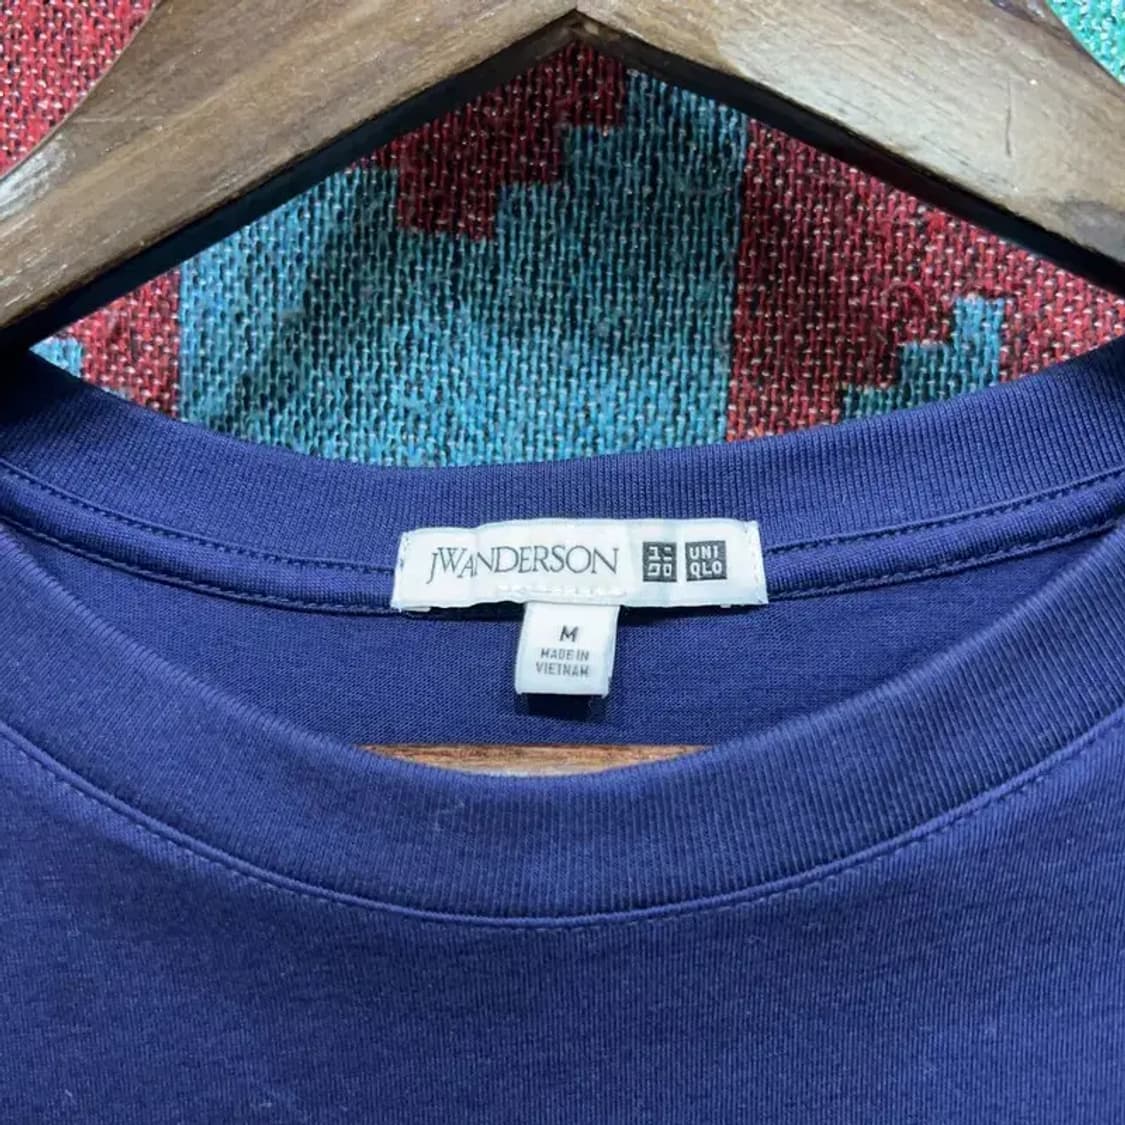 JWANDERSON ユニ クロ UNI QLO
M
MADE IN
VIETNAM